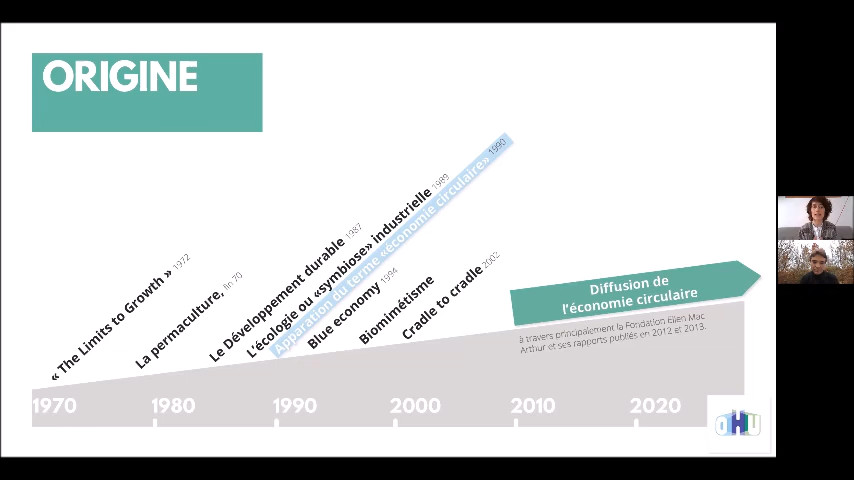 ORIGINE
« The Limits to Growth » 1972
La permaculture, fin 70
Le Développement durable 1987
L'écologie ou «symbiose» industrielle 1989
Apparation du terme «économie circulaire» 1990
Blue economy 1994
Biomimétisme
Cradle to cradle 2002
Diffusion de
l'économie circulaire
à travers principalement la Fondation Ellen Mac
Arthur et ses rapports publiés en 2012 et 2013.
1970 1980 1990 2000 2010 2020
OHU